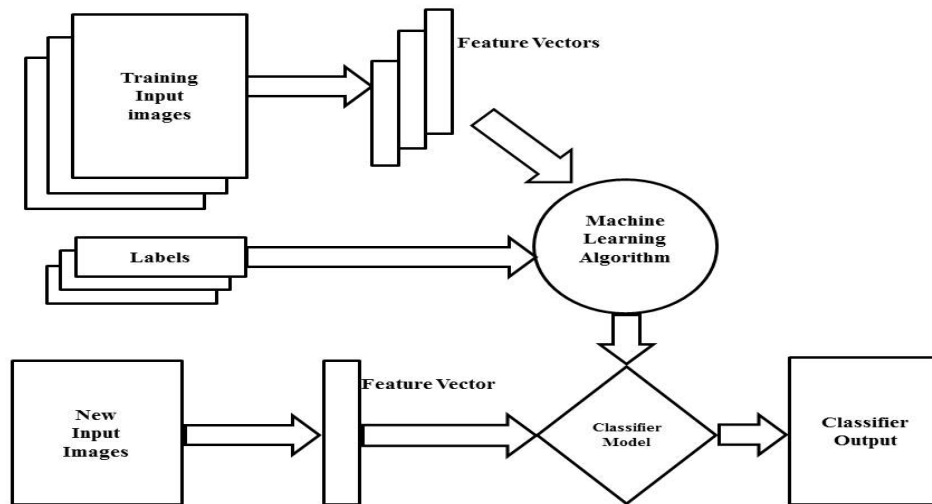 Feature Vectors
Training
Input
images
Machine
Learning
Algorithm
Labels
Feature Vector
New
Input
Images
Classifier
Model
Classifier
Output